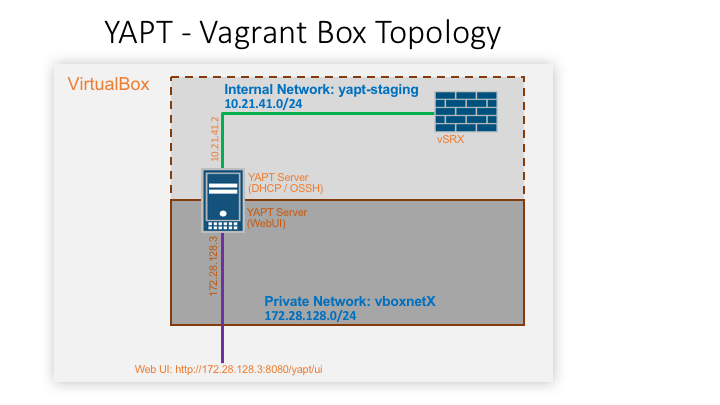 YAPT - Vagrant Box Topology
VirtualBox
Internal Network: yapt-staging
10.21.41.0/24
10.21.41.2
vSRX
YAPT Server
(DHCP / OSSH)
YAPT Server
(WebUI)
172.28.128.3
Private Network: vboxnetX
172.28.128.0/24
Web UI: http://172.28.128.3:8080/yapt/ui